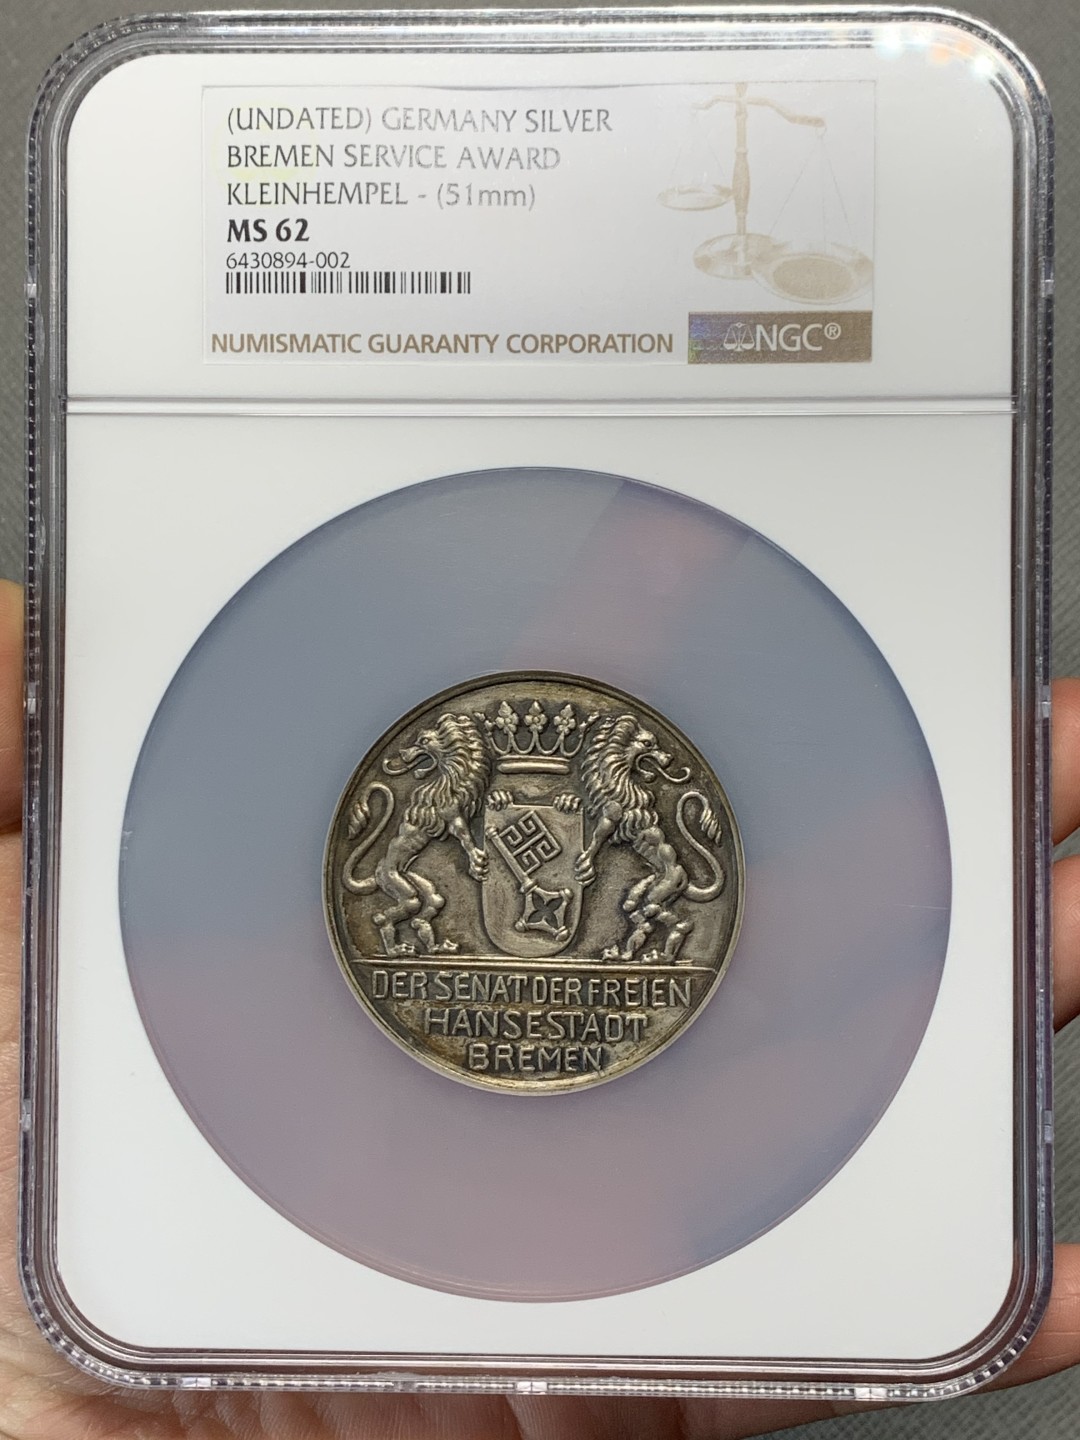 (UNDATED) GERMANY SILVER
BREMEN SERVICE AWARD
KLEINHEMPEL - (51mm)
MS 62
6430894-002
NUMISMATIC GUARANTY CORPORATION
NGC®
DER SENAT DER FREIEN
HANSESTADT
BREMEN